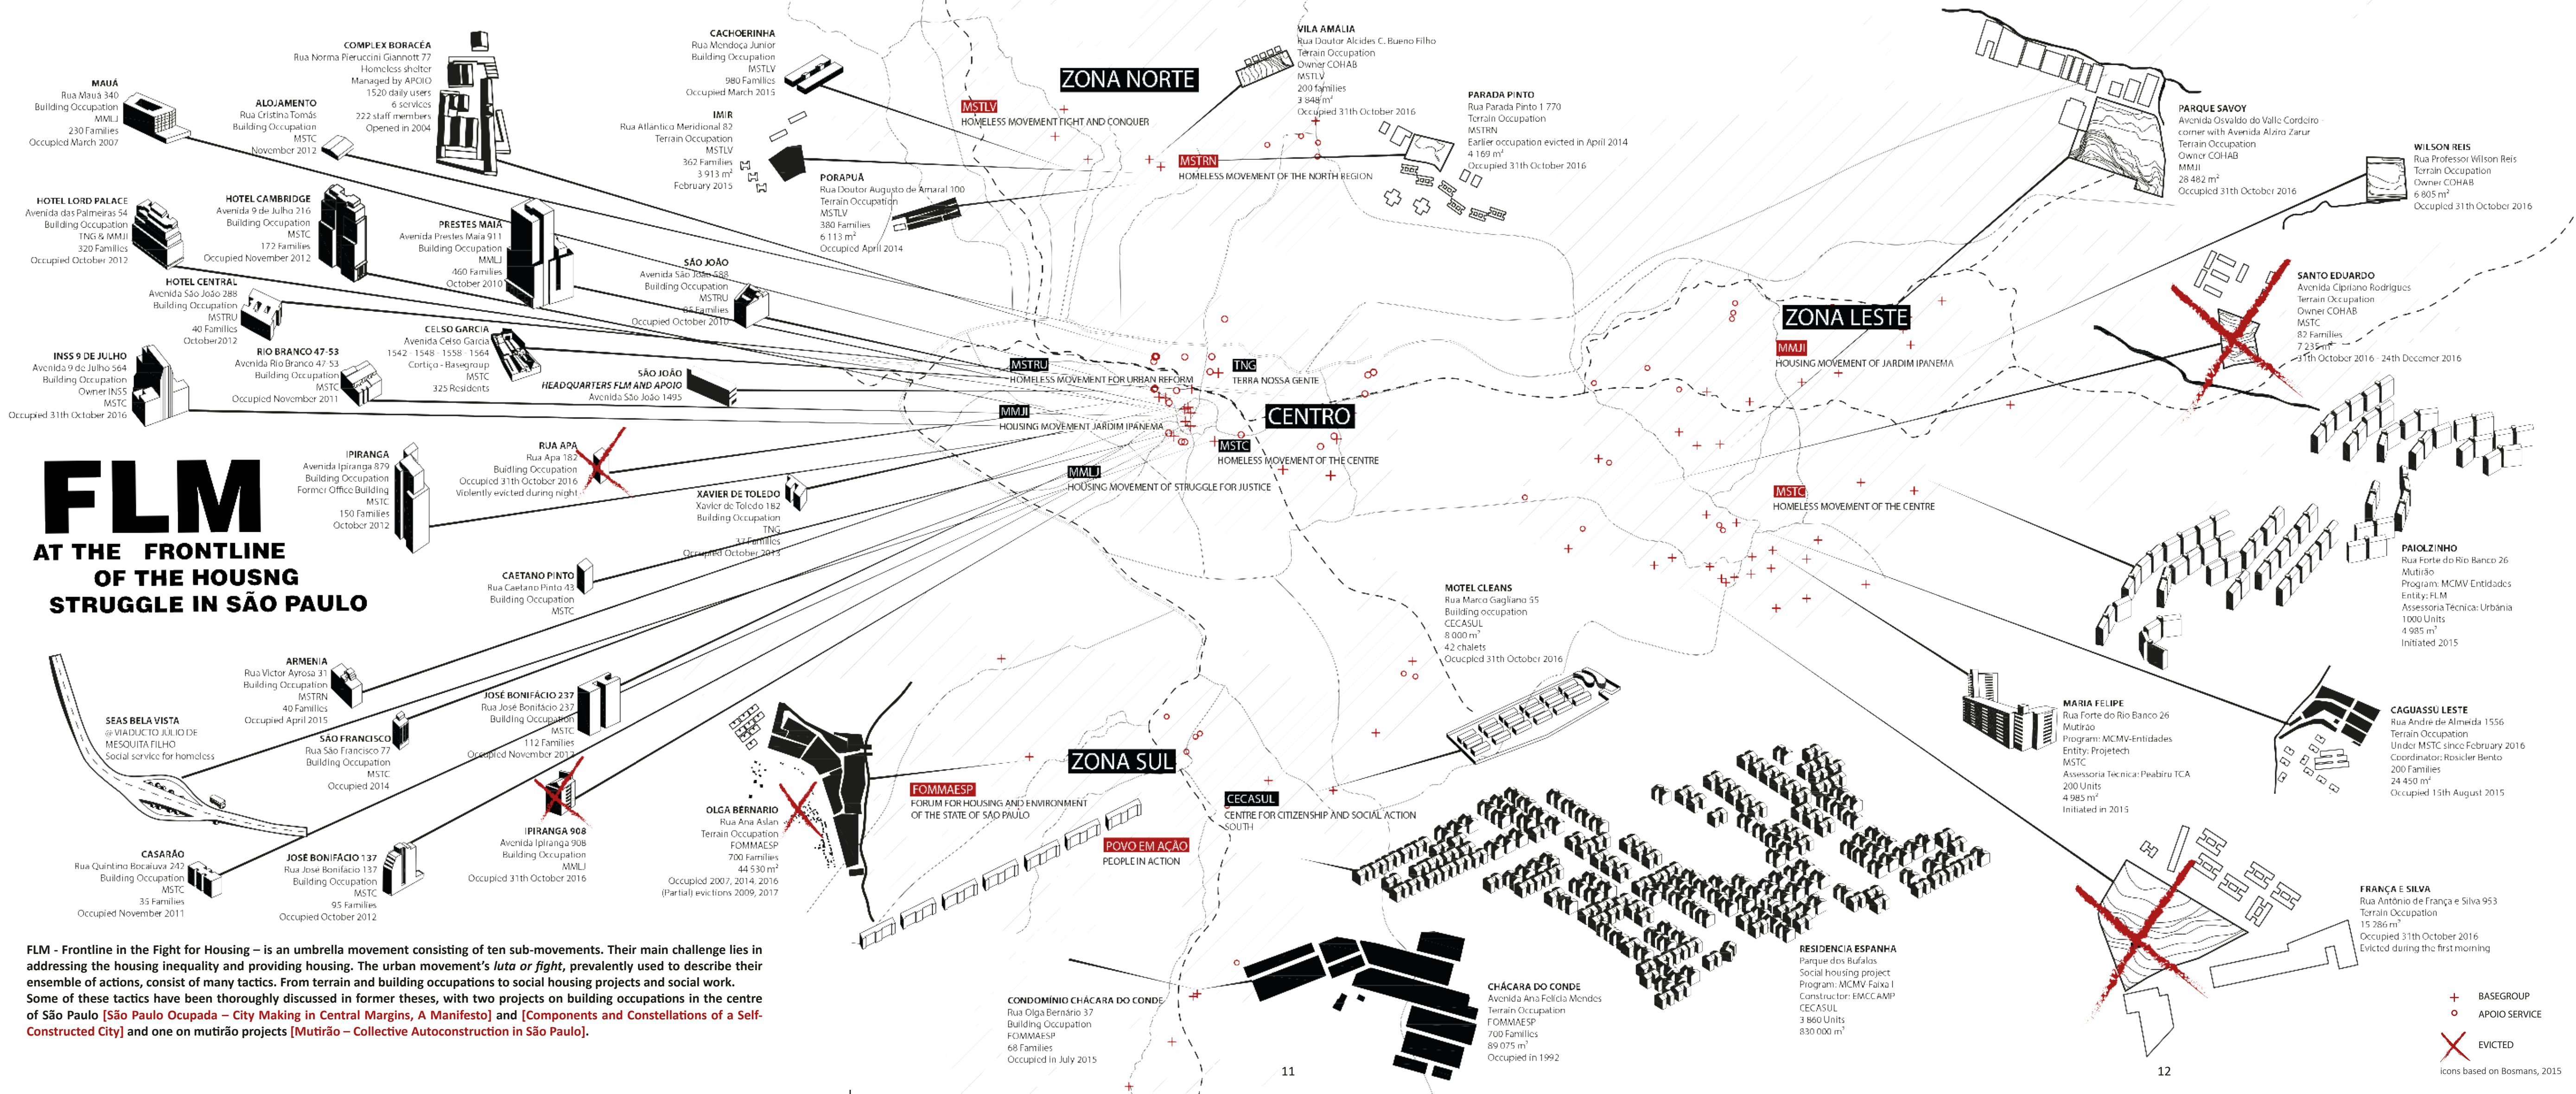 MAUÁ
Rua Mauá 340
Building Occupation
MMLJ
230 Families
Occupied March 2007
ALOJAMENTO
Rua Cristina Tomás
Building Occupation
MSTC
November 2012
COMPLEX BORACÉA
Rua Norma Pieruccini Giannott 77
Homeless shelter
Managed by APOIO
1520 daily users
6 services
222 staff members
Opened in 2004
CACHOERINHA
Rua Mendoça Junior
Building Occupation
MSTLV
980 Families
Occupied March 2015
IMIR
Rua Atlantica Meridional 82
Terrain Occupation
MSTLV
362 Families
3 913 m²
February 2015
PORAPUÃ
Rua Doutor Augusto de Amaral 100
Terrain Occupation
MSTLV
380 Families
6 113 m²
Occupied April 2014
ZONA NORTE
MSTLV
HOMELESS MOVEMENT FIGHT AND CONQUER
MSTRN
HOMELESS MOVEMENT OF THE NORTH REGION
VILA AMÁLIA
Rua Doutor Alcides C. Bueno Filho
Terrain Occupation
Owner COHAB
MSTLV
200 families
3 848 m²
Occupied 31th October 2016
PARADA PINTO
Rua Parada Pinto 1 770
Terrain Occupation
MSTRN
Earlier occupation evicted in April 2014
4 169 m²
Occupied 31th October 2016
PARQUE SAVOY
Avenida Osvaldo do Valle Cordeiro -
corner with Avenida Alziro Zarur
Terrain Occupation
Owner COHAB
MMJI
28 482 m²
Occupied 31th October 2016
WILSON REIS
Rua Professor Wilson Reis
Terrain Occupation
Owner COHAB
6 805 m²
Occupied 31th October 2016
HOTEL LORD PALACE
Avenida das Palmeiras 54
Building Occupation
TNG & MMJI
320 Families
Occupied October 2012
HOTEL CAMBRIDGE
Avenida 9 de Julho 216
Building Occupation
MSTC
172 Families
Occupied November 2012
PRESTES MAIA
Avenida Prestes Maia 911
Building Occupation
MMLJ
460 Families
October 2010
SÃO JOÃO
Avenida São João 588
Building Occupation
MSTRU
85 Families
Occupied October 2010
HOTEL CENTRAL
Avenida São João 288
Building Occupation
MSTRU
40 Families
October2012
CELSO GARCIA
Avenida Celso Garcia
1542 - 1548 - 1558 - 1564
Cortiço - Basegroup
MSTC
325 Residents
INSS 9 DE JULHO
Avenida 9 de Julho 564
Building Occupation
Owner INSS
MSTC
Occupied 31th October 2016
RIO BRANCO 47-53
Avenida Rio Branco 47-53
Building Occupation
MSTC
Occupied November 2011
SÃO JOÃO
HEADQUARTERS FLM AND APOIO
Avenida São João 1495
MSTRU
HOMELESS MOVEMENT FOR URBAN REFORM
TNG
TERRA NOSSA GENTE
MMJI
HOUSING MOVEMENT JARDIM IPANEMA
CENTRO
MSTC
HOMELESS MOVEMENT OF THE CENTRE
MMLJ
HOUSING MOVEMENT OF STRUGGLE FOR JUSTICE
ZONA LESTE
MMJI
HOUSING MOVEMENT OF JARDIM IPANEMA
MSTC
HOMELESS MOVEMENT OF THE CENTRE
SANTO EDUARDO
Avenida Cipriano Rodrigues
Terrain Occupation
Owner COHAB
MSTC
82 Families
7 235 m²
31th October 2016 - 24th Decemer 2016
FLM
AT THE FRONTLINE
OF THE HOUSNG
STRUGGLE IN SÃO PAULO
IPIRANGA
Avenida Ipiranga 879
Building Occupation
Former Office Building
MSTC
150 Families
October 2012
RUA APA
Rua Apa 182
Buidling Occupation
Occupied 31th October 2016
Violently evicted during night
XAVIER DE TOLEDO
Xavier de Toledo 182
Building Occupation
TNG
37 Families
Occupied October 2013
CAETANO PINTO
Rua Caetano Pinto 43
Building Occupation
MSTC
PAIOLZINHO
Rua Forte do Rio Banco 26
Mutirão
Program: MCMV Entidades
Entity: FLM
Assessoria Técnica: Urbânia
1000 Units
4 985 m²
Initiated 2015
MOTEL CLEANS
Rua Marco Gagliano 55
Building occupation
CECASUL
8 000 m²
42 chalets
Ocucpied 31th October 2016
ARMENIA
Rua Victor Ayrosa 31
Building Occupation
MSTRN
40 Families
Occupied April 2015
SEAS BELA VISTA
@ VIADUCTO JÚLIO DE
MESQUITA FILHO
Social service for homeless
SÃO FRANCISCO
Rua São Francisco 77
Building Occupation
MSTC
Occupied 2014
JOSÉ BONIFÁCIO 237
Rua José Bonifácio 237
Building Occupation
MSTC
112 Families
Occupied November 2012
CASARÃO
Rua Quintino Bocaiuva 242
Building Occupation
MSTC
35 Families
Occupied November 2011
JOSÉ BONIFÁCIO 137
Rua José Bonifácio 137
Building Occupation
MSTC
95 Families
Occupied October 2012
IPIRANGA 908
Avenida Ipiranga 908
Building Occupation
MMLJ
Occupied 31th October 2016
OLGA BÉRNARIO
Rua Ana Aslan
Terrain Occupation
FOMMAESP
700 Families
44 530 m²
Occupied 2007, 2014, 2016
(Partial) evictions 2009, 2017
ZONA SUL
FOMMAESP
FORUM FOR HOUSING AND ENVIRONMENT
OF THE STATE OF SÃO PAULO
POVO EM AÇÃO
PEOPLE IN ACTION
CECASUL
CENTRE FOR CITIZENSHIP AND SOCIAL ACTION
SOUTH
MARIA FELIPE
Rua Forte do Rio Banco 26
Mutirão
Program: MCMV-Entidades
Entity: Projetech
MSTC
Assessoria Técnica: Peabiru TCA
200 Units
4 985 m²
Initiated in 2015
CAGUASSÚ LESTE
Rua André de Almeida 1556
Terrain Occupation
Under MSTC since February 2016
Coordinator: Rosicler Bento
200 Families
24 450 m²
Occupied 15th August 2015
FRANÇA E SILVA
Rua Antônio de França e Silva 953
Terrain Occupation
15 286 m²
Occupied 31th October 2016
Evicted during the first morning
FLM - Frontline in the Fight for Housing – is an umbrella movement consisting of ten sub-movements. Their main challenge lies in
addressing the housing inequality and providing housing. The urban movement's luta or fight, prevalently used to describe their
ensemble of actions, consist of many tactics. From terrain and building occupations to social housing projects and social work.
Some of these tactics have been thoroughly discussed in former theses, with two projects on building occupations in the centre
of São Paulo [São Paulo Ocupada – City Making in Central Margins, A Manifesto] and [Components and Constellations of a Self-
Constructed City] and one on mutirão projects [Mutirão – Collective Autoconstruction in São Paulo].
CONDOMÍNIO CHÁCARA DO CONDE
Rua Olga Bernário 37
Building Occupation
FOMMAESP
68 Families
Occupied In July 2015
CHÁCARA DO CONDE
Avenida Ana Felícia Mendes
Terrain Occupation
FOMMAESP
700 Families
89 075 m²
Occupied in 1992
RESIDENCIA ESPANHA
Parque dos Bufalos
Social housing project
Program: MCMV Faixa I
Constructor: EMCCAMP
CECASUL
3 860 Units
830 000 m²
BASEGROUP
APOIO SERVICE
EVICTED
icons based on Bosmans, 2015
11
12